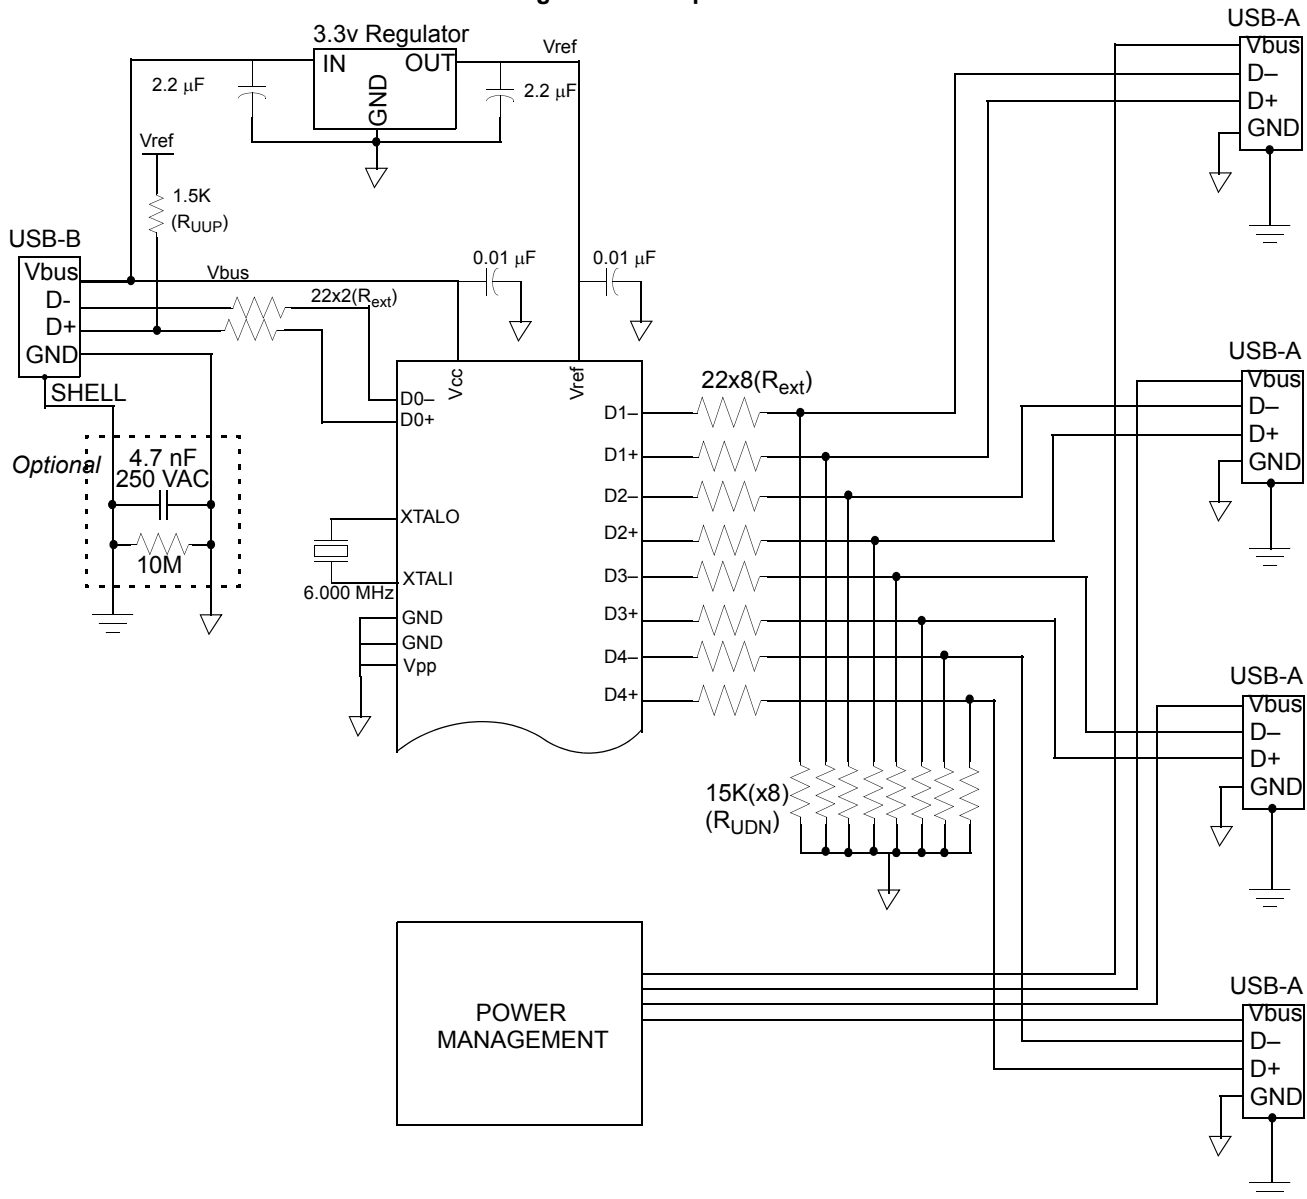 USB-A
Vbus
D–
D+
GND
3.3v Regulator
IN
OUT
GND
Vref
2.2 μF
2.2 μF
Vref
1.5K
(RUUP)
USB-B
Vbus
D-
D+
GND
SHELL
Vbus
22x2(Rext)
0.01 μF
0.01 μF
Optional
4.7 nF
250 VAC
10M
Vcc
Vref
D0–
D0+
XTALO
XTALI
6.000 MHz
GND
GND
Vpp
D1–
D1+
D2–
D2+
D3–
D3+
D4–
D4+
22x8(Rext)
15K(x8)
(RUDN)
USB-A
Vbus
D–
D+
GND
USB-A
Vbus
D–
D+
GND
POWER
MANAGEMENT
USB-A
Vbus
D–
D+
GND